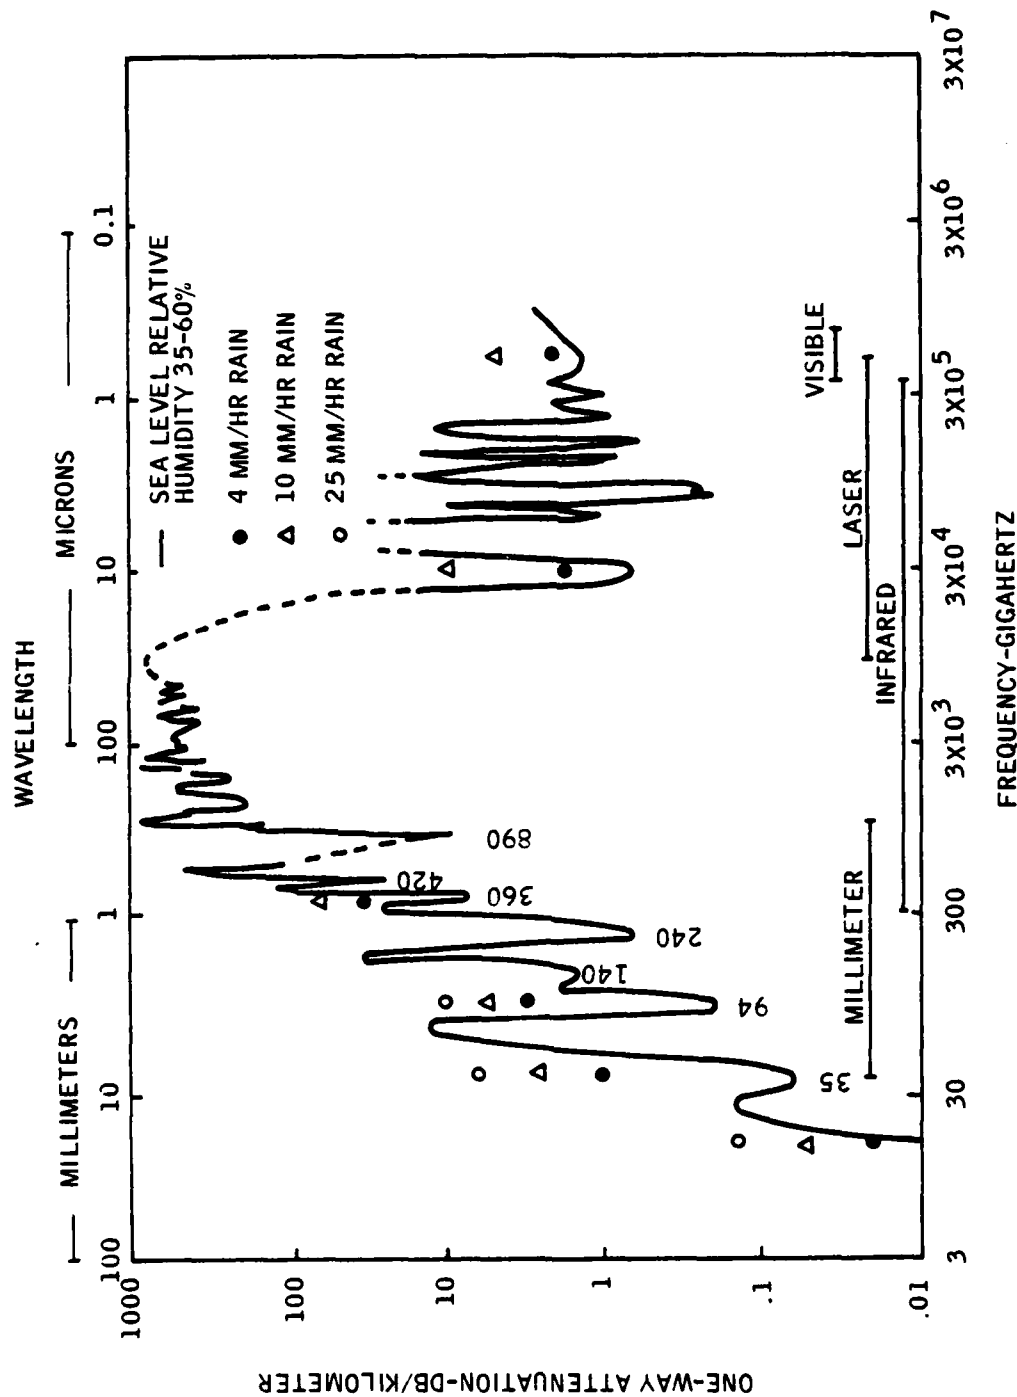 WAVELENGTH
MILLIMETERS
MICRONS
100
10
1
100
10
1
0.1
SEA LEVEL RELATIVE
HUMIDITY 35-60%
4 MM/HR RAIN
10 MM/HR RAIN
25 MM/HR RAIN
ONE-WAY ATTENUATION-DB/KILOMETER
1000
100
10
1
.1
.01
35
94
140
240
360
420
890
MILLIMETER
INFRARED
LASER
VISIBLE
3
30
300
3X10³
3X10⁴
3X10⁵
3X10⁶
3X10⁷
FREQUENCY-GIGAHERTZ